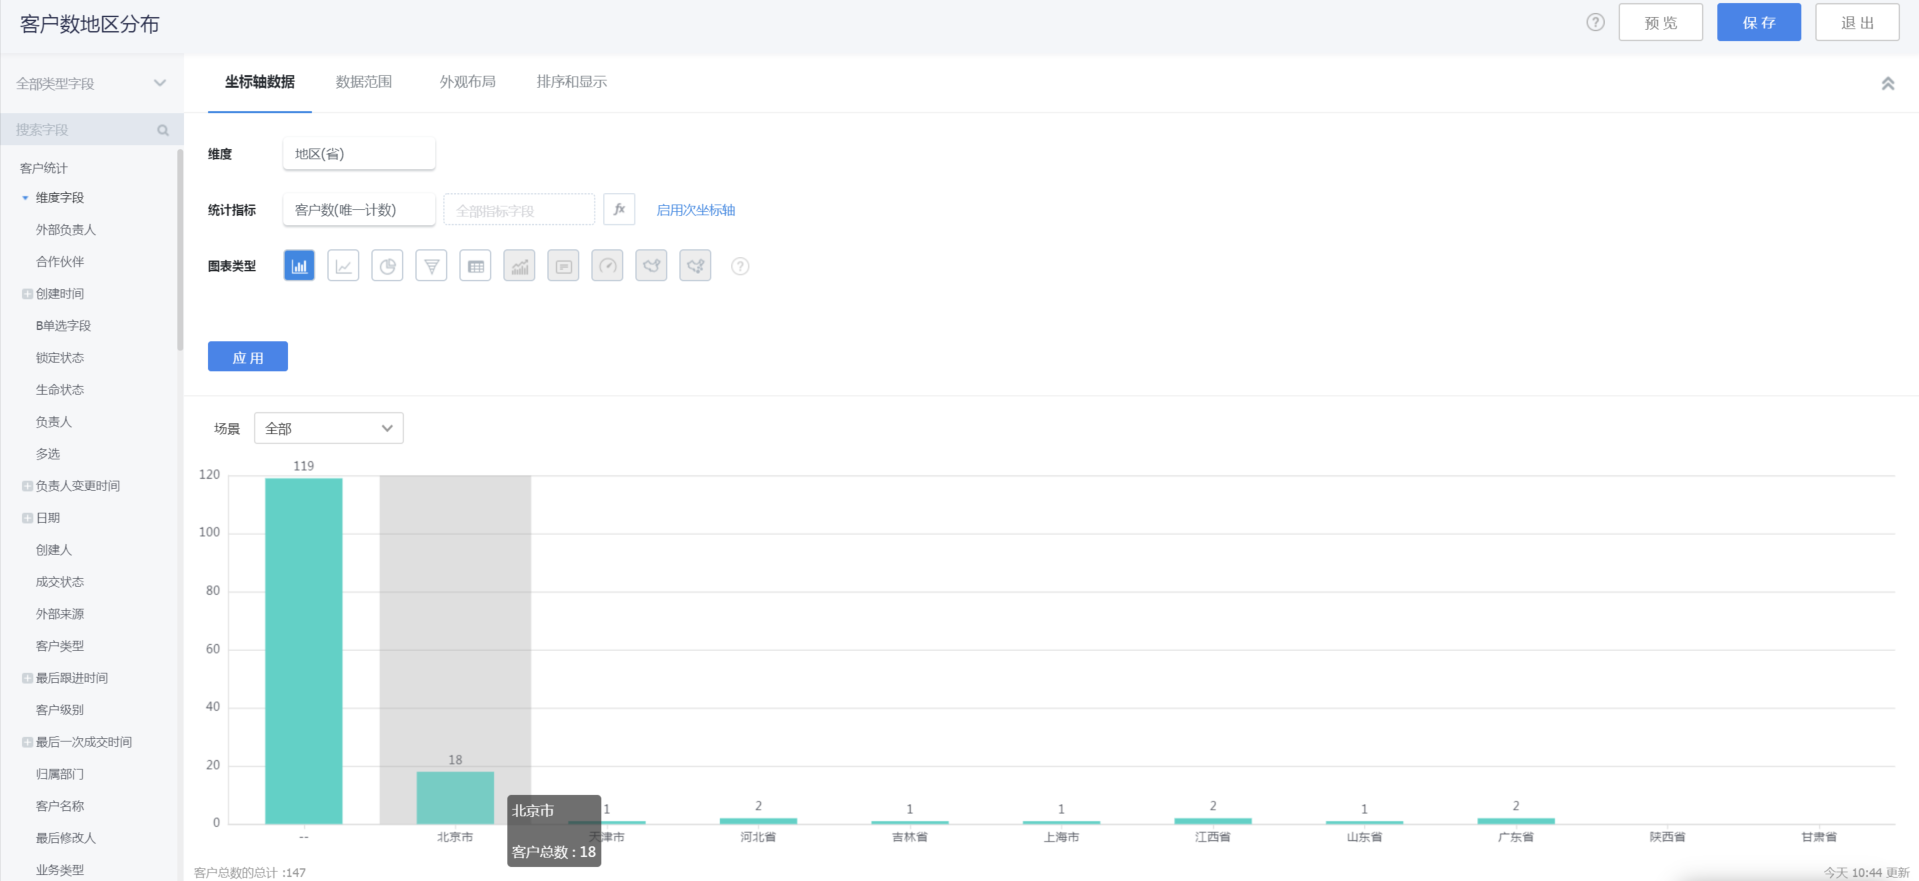 客户数地区分布
预 览
保 存
退 出
全部类型字段
搜索字段
客户统计
维度字段
外部负责人
合作伙伴
创建时间
B单选字段
锁定状态
生命状态
负责人
多选
负责人变更时间
日期
创建人
成交状态
外部来源
客户类型
最后跟进时间
客户级别
最后一次成交时间
归属部门
客户名称
最后修改人
业务类型
坐标轴数据 数据范围 外观布局 排序和显示
维度 地区(省)
统计指标 客户数(唯一计数) 全部指标字段 fx 启用次坐标轴
图表类型
应 用
场景 全部
120
100
80
60
40
20
0
119
18
1
2
1
1
2
1
2
-- 北京市 天津市 河北省 吉林省 上海市 江西省 山东省 广东省 陕西省 甘肃省
北京市
客户总数 : 18
客户总数的总计 :147
今天 10:44 更新